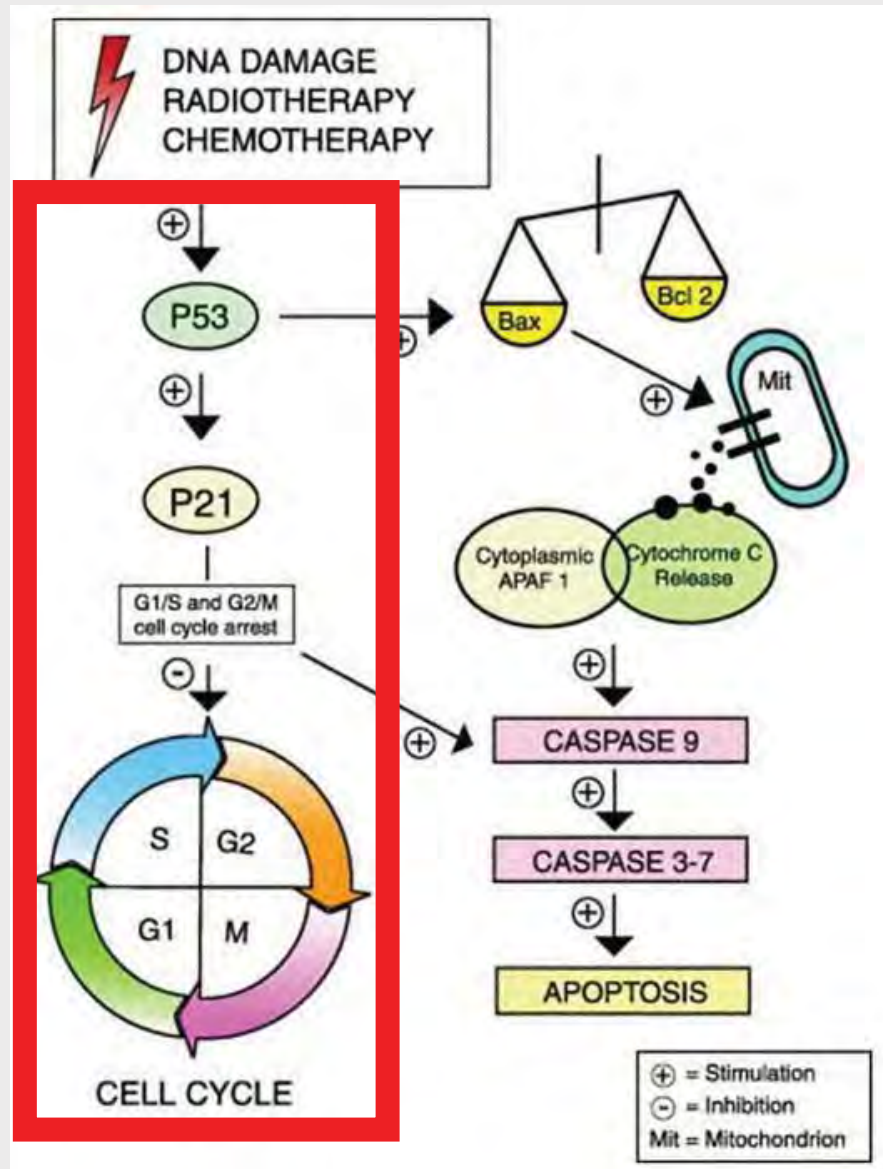 DNA DAMAGE
RADIOTHERAPY
CHEMOTHERAPY
+
P53
+
Bax
Bcl 2
+
+
Mit
P21
Cytoplasmic
APAF 1
Cytochrome C
Release
G1/S and G2/M
cell cycle arrest
-
+
+
CASPASE 9
+
CASPASE 3-7
+
APOPTOSIS
S
G2
G1
M
CELL CYCLE
+ = Stimulation
- = Inhibition
Mit = Mitochondrion